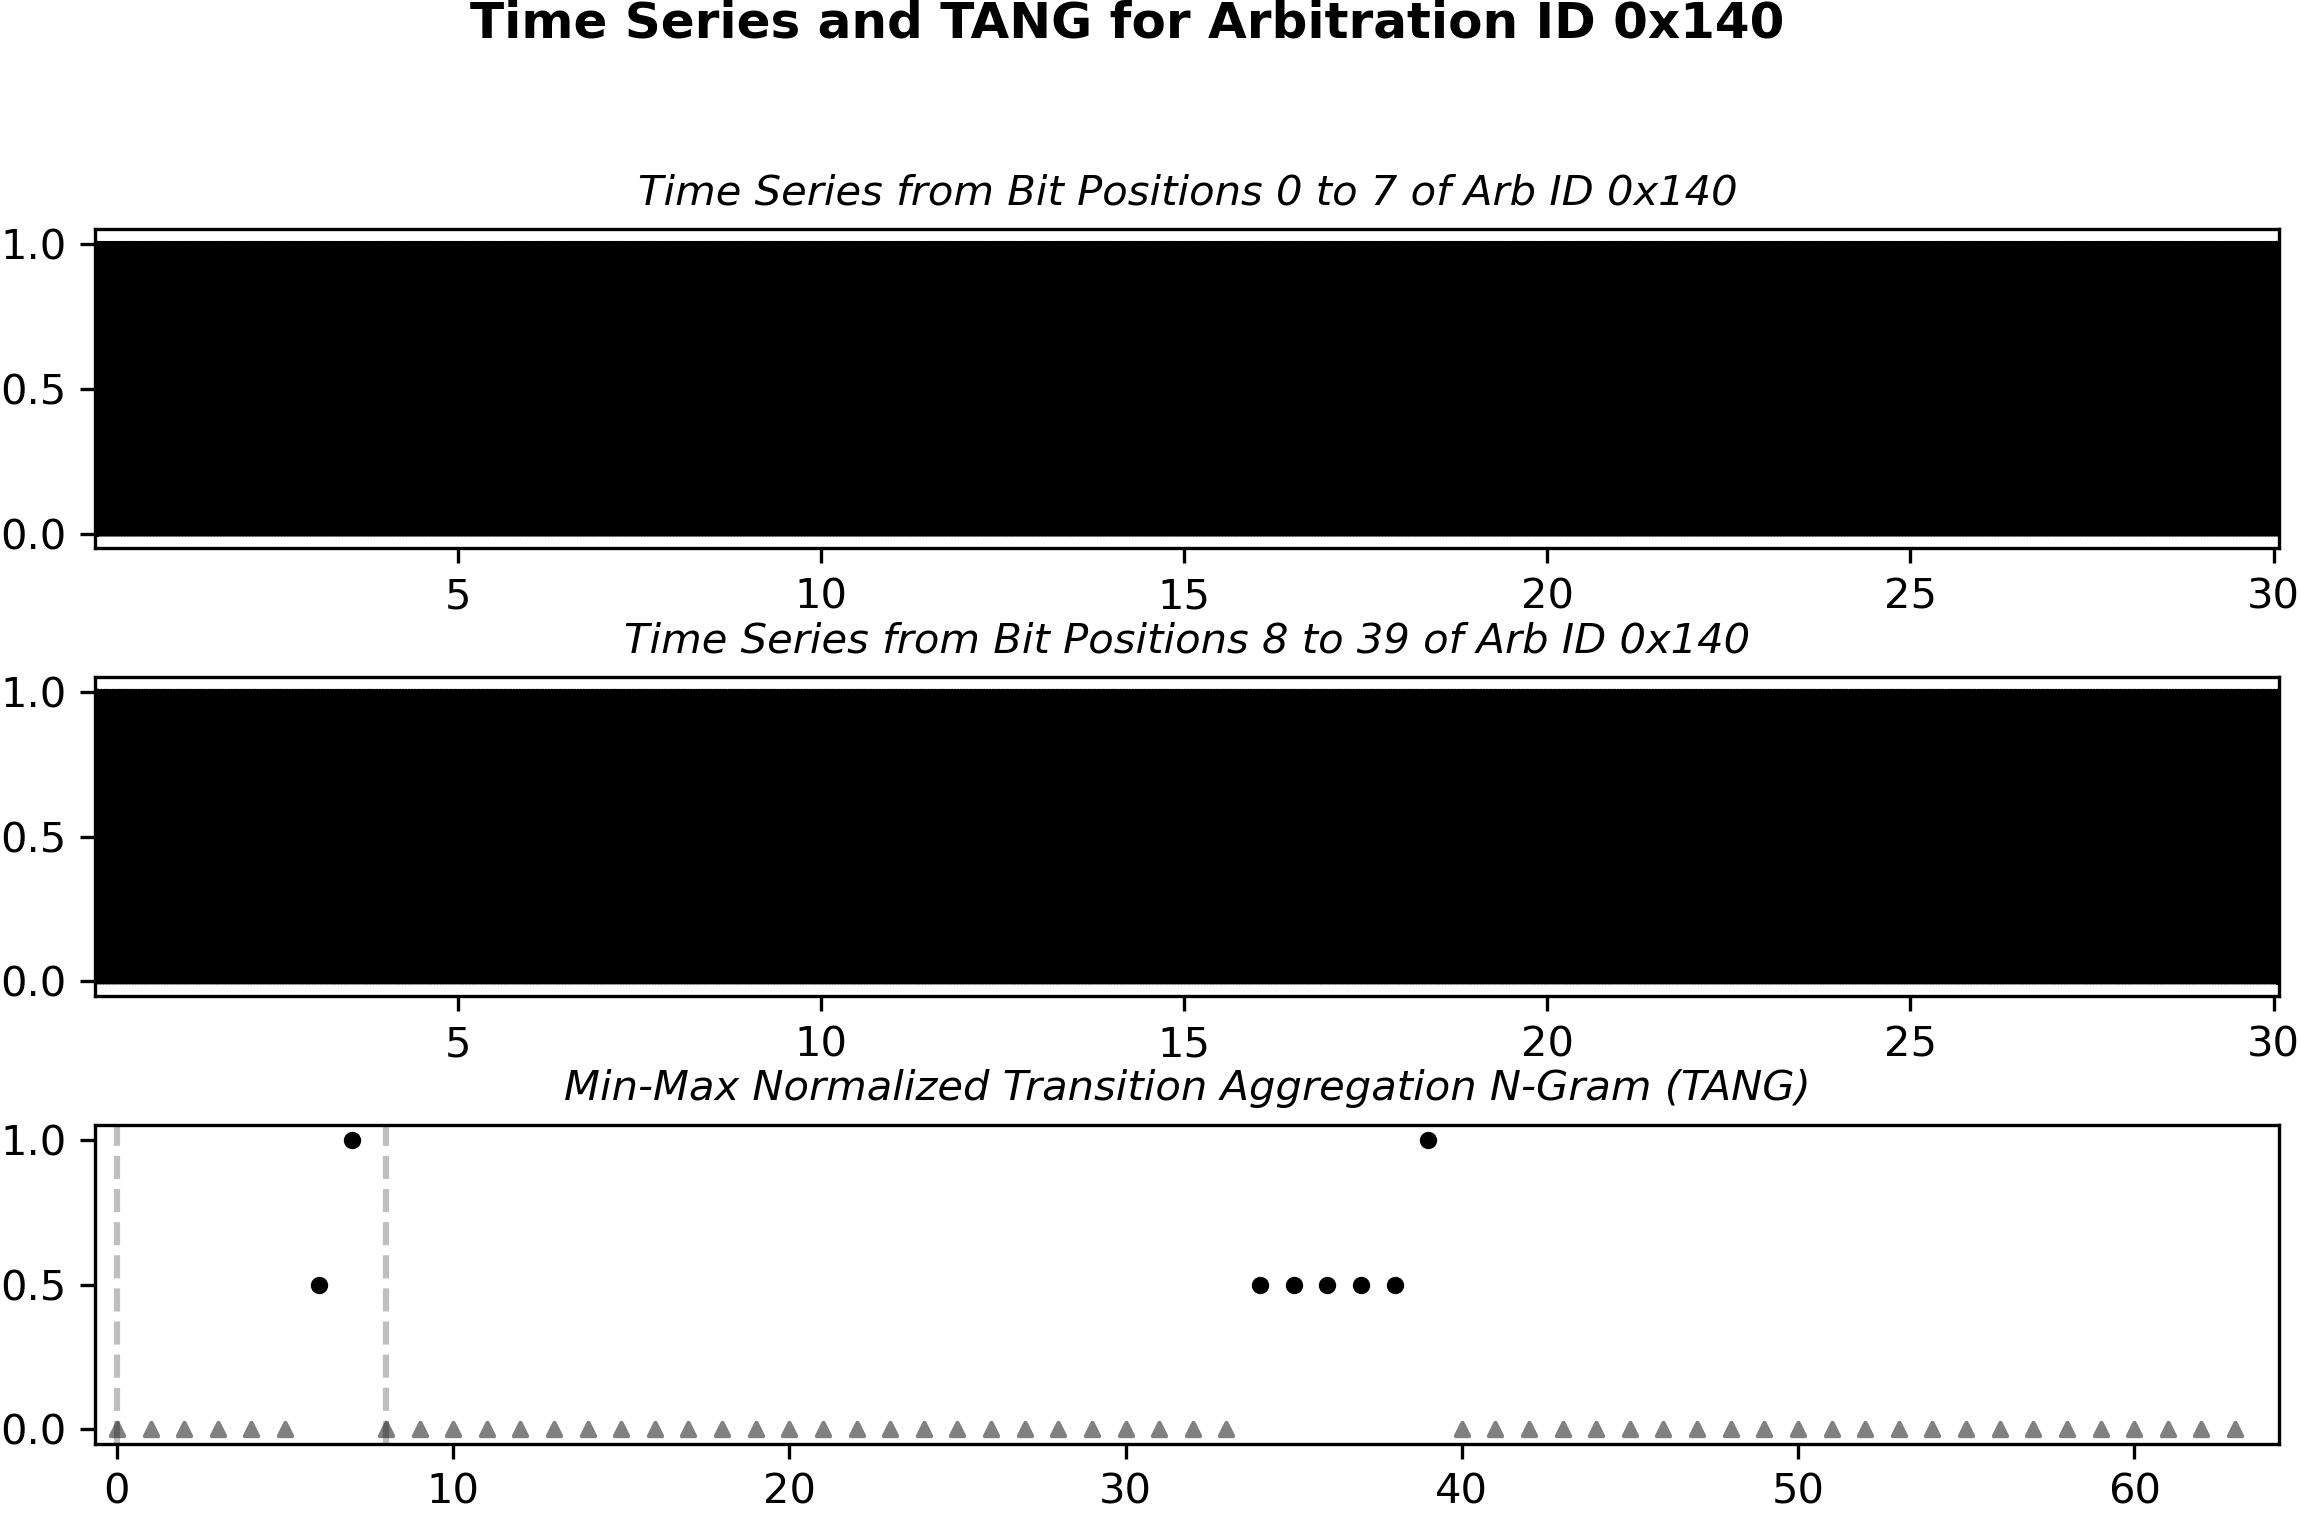 Time Series and TANG for Arbitration ID 0x140
Time Series from Bit Positions 0 to 7 of Arb ID 0x140
1.0
0.5
0.0
5 10 15 20 25 30
Time Series from Bit Positions 8 to 39 of Arb ID 0x140
1.0
0.5
0.0
5 10 15 20 25 30
Min-Max Normalized Transition Aggregation N-Gram (TANG)
1.0
0.5
0.0
0 10 20 30 40 50 60